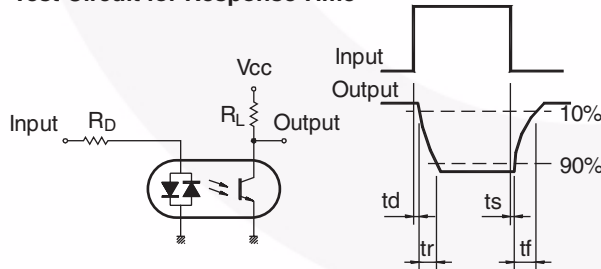 Test Circuit for Response Time
Input
RD
Vcc
RL
Output
Input
Output
10%
90%
td
ts
tr
tf